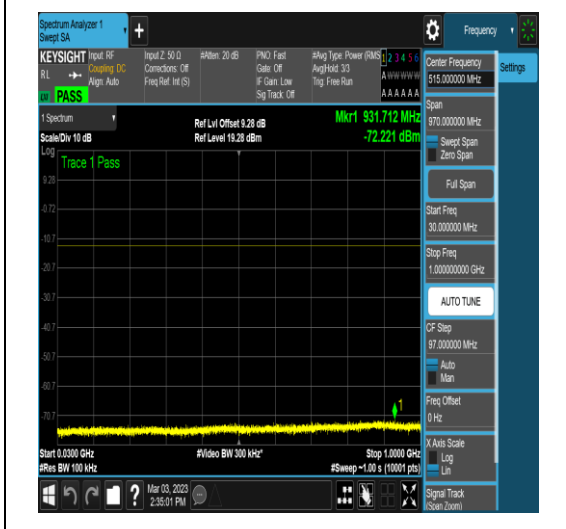 Spectrum Analyzer 1
Swept SA
+
Frequency
KEYSIGHT
RL
PASS
Input: RF
Coupling: DC
Align: Auto
Input Z: 50 Ω
Corrections: Off
Freq Ref: Int (S)
#Atten: 20 dB
PNO: Fast
Gate: Off
IF Gain: Low
Sig Track: Off
#Avg Type: Power (RMS)
Avg|Hold: 3/3
Trig: Free Run
1 2 3 4 5 6
A W W W W W
A A A A A A
Center Frequency
515.000000 MHz
Settings
Span
970.000000 MHz
Swept Span
Zero Span
Full Span
Start Freq
30.000000 MHz
Stop Freq
1.000000000 GHz
AUTO TUNE
CF Step
97.000000 MHz
Auto
Man
Freq Offset
0 Hz
X Axis Scale
Log
Lin
Signal Track
(Span Zoom)
1 Spectrum
Scale/Div 10 dB
Ref Lvl Offset 9.28 dB
Ref Level 19.28 dBm
Mkr1 931.712 MHz
-72.221 dBm
Log
Trace 1 Pass
9.28
-0.72
-10.7
-20.7
-30.7
-40.7
-50.7
-60.7
-70.7
1
Start 0.0300 GHz
#Res BW 100 kHz
#Video BW 300 kHz*
Stop 1.0000 GHz
#Sweep ~1.00 s (10001 pts)
?
Mar 03, 2023
2:35:01 PM